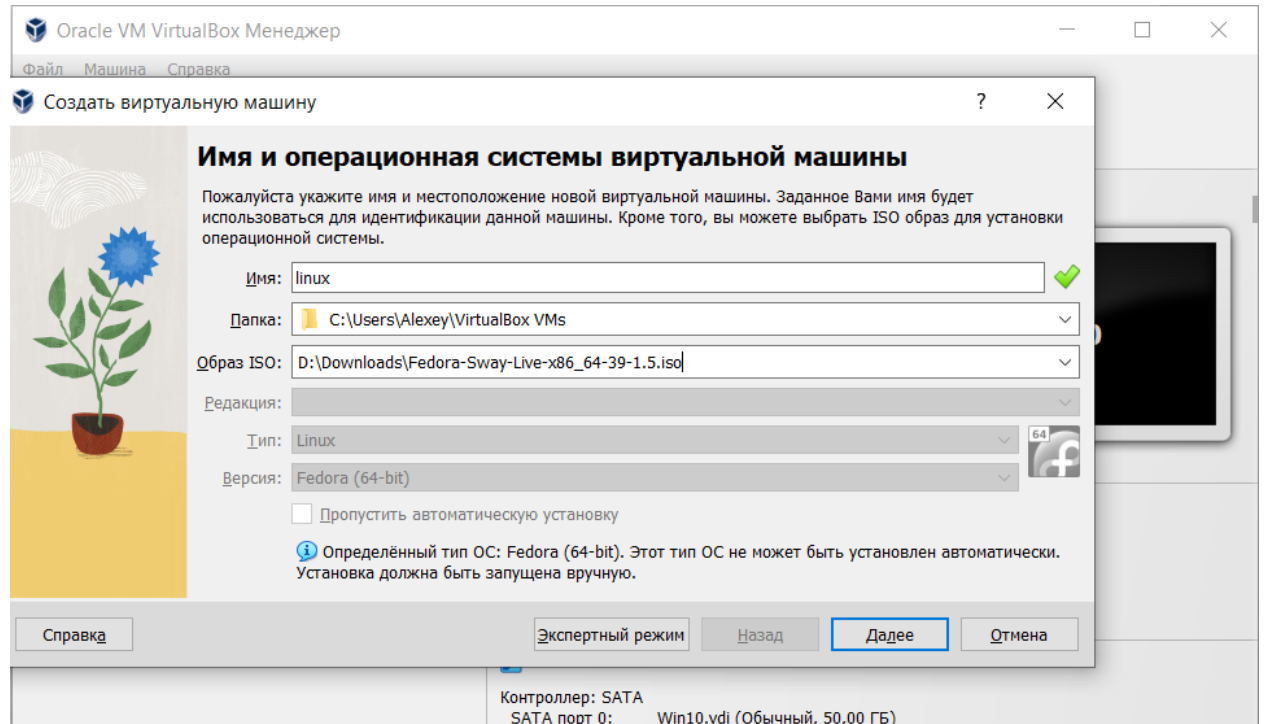 Oracle VM VirtualBox Менеджер
Файл Машина Справка
Создать виртуальную машину
?
Имя и операционная системы виртуальной машины
Пожалуйста укажите имя и местоположение новой виртуальной машины. Заданное Вами имя будет
использоваться для идентификации данной машины. Кроме того, вы можете выбрать ISO образ для установки
операционной системы.
Имя: linux
Папка: C:\Users\Alexey\VirtualBox VMs
Образ ISO: D:\Downloads\Fedora-Sway-Live-x86_64-39-1.5.iso
Редакция:
Тип: Linux
64
Версия: Fedora (64-bit)
Пропустить автоматическую установку
Определённый тип ОС: Fedora (64-bit). Этот тип ОС не может быть установлен автоматически.
Установка должна быть запущена вручную.
Справка Экспертный режим Назад Далее Отмена
Контроллер: SATA
SATA порт 0: Win10.vdi (Обычный, 50,00 ГБ)